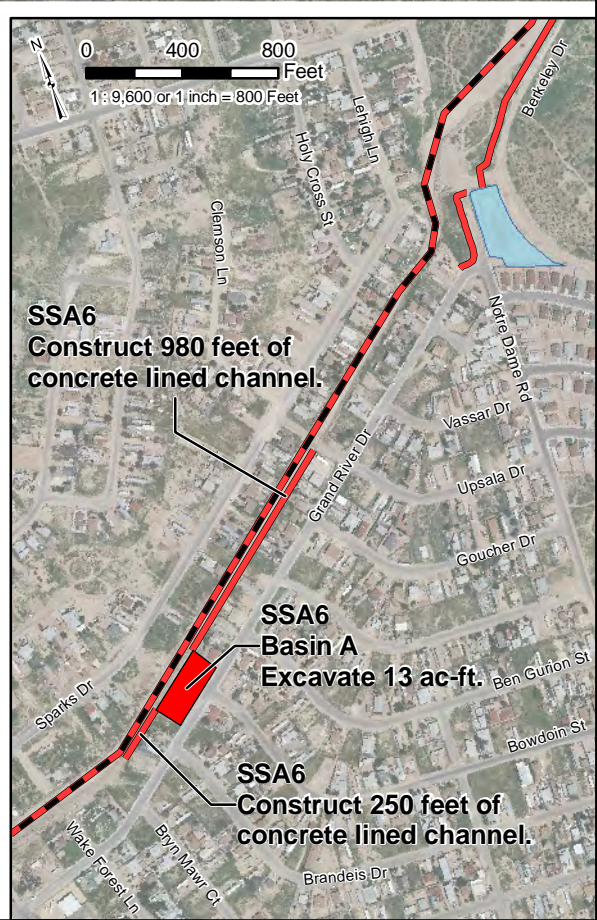 N
0 400 800
Feet
1 : 9,600 or 1 inch = 800 Feet
Berkeley Dr
Lehigh Ln
Holy Cross St
Clemson Ln
SSA6
Construct 980 feet of
concrete lined channel.
Notre Dame Rd
Vassar Dr
Grand River Dr
Upsala Dr
Goucher Dr
SSA6
Basin A
Excavate 13 ac-ft.
Ben Gurion St
Sparks Dr
Bowdoin St
SSA6
Construct 250 feet of
concrete lined channel.
Wake Forest Ln
Bryn Mawr Ct
Brandeis Dr